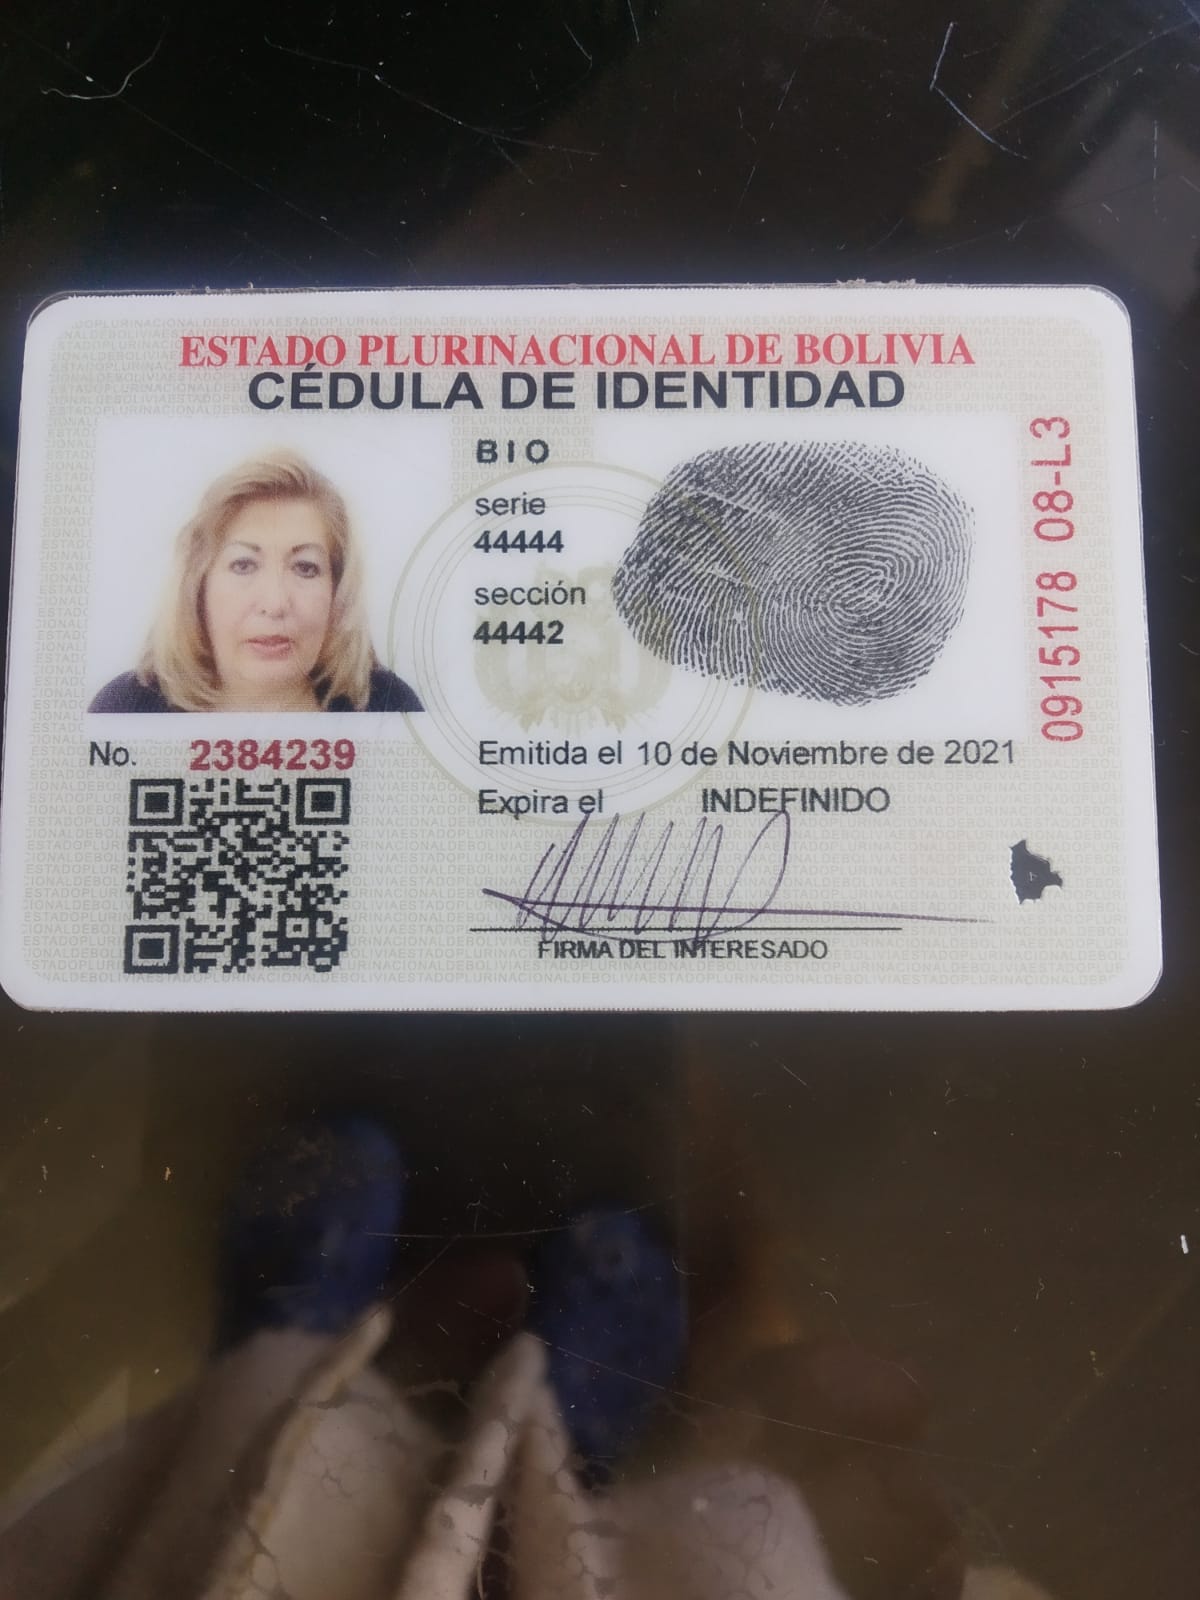 ESTADO PLURINACIONAL DE BOLIVIA
CÉDULA DE IDENTIDAD
BIO
serie
44444
sección
44442
0915178 08-L3
No. 2384239
Emitida el 10 de Noviembre de 2021
Expira el INDEFINIDO
FIRMA DEL INTERESADO